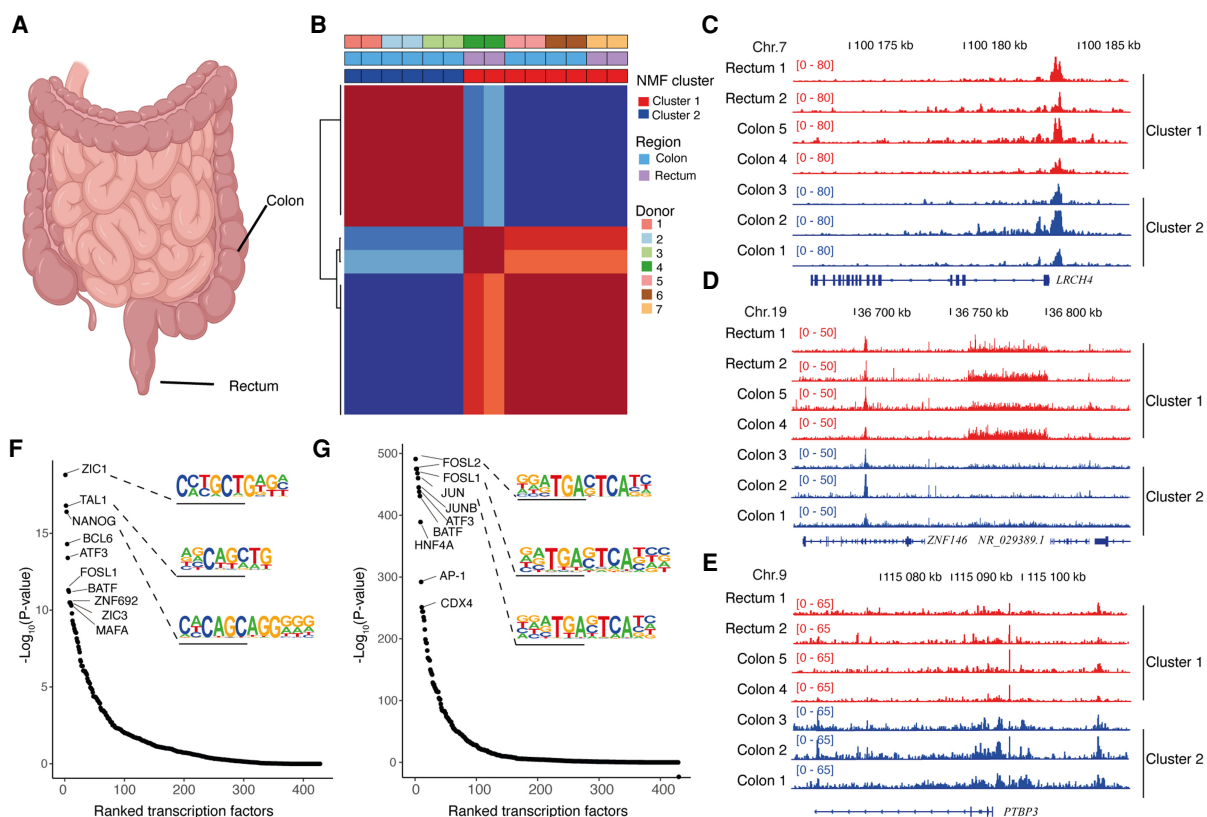 A
Colon
Rectum
B
NMF cluster
Cluster 1
Cluster 2
Region
Colon
Rectum
Donor
1
2
3
4
5
6
7
C
Chr.7
100 175 kb
100 180 kb
100 185 kb
Rectum 1
[0 - 80]
Rectum 2
[0 - 80]
Colon 5
[0 - 80]
Colon 4
[0 - 80]
Colon 3
[0 - 80]
Colon 2
[0 - 80]
Colon 1
[0 - 80]
Cluster 1
Cluster 2
LRCH4
D
Chr.19
36 700 kb
36 750 kb
36 800 kb
Rectum 1
[0 - 50]
Rectum 2
[0 - 50]
Colon 5
[0 - 50]
Colon 4
[0 - 50]
Colon 3
[0 - 50]
Colon 2
[0 - 50]
Colon 1
[0 - 50]
Cluster 1
Cluster 2
ZNF146 NR_029389.1
E
Chr.9
115 080 kb
115 090 kb
115 100 kb
Rectum 1
[0 - 65]
Rectum 2
[0 - 65
Colon 5
[0 - 65]
Colon 4
[0 - 65]
Colon 3
[0 - 65]
Colon 2
[0 - 65]
Colon 1
[0 - 65]
Cluster 1
Cluster 2
PTBP3
F
-Log10(P-value)
15
10
5
0
ZIC1
TAL1
NANOG
BCL6
ATF3
FOSL1
BATF
ZNF692
ZIC3
MAFA
CCTGCTGAGA
AGCAGCTG
CACAGCAGGGGG
0 100 200 300 400
Ranked transcription factors
G
-Log10(P-value)
500
400
300
200
100
0
FOSL2
FOSL1
JUN
JUNB
ATF3
BATF
HNF4A
AP-1
CDX4
GGATGACTCATC
GATGAGTCATCC
GGATGAGTCATC
0 100 200 300 400
Ranked transcription factors